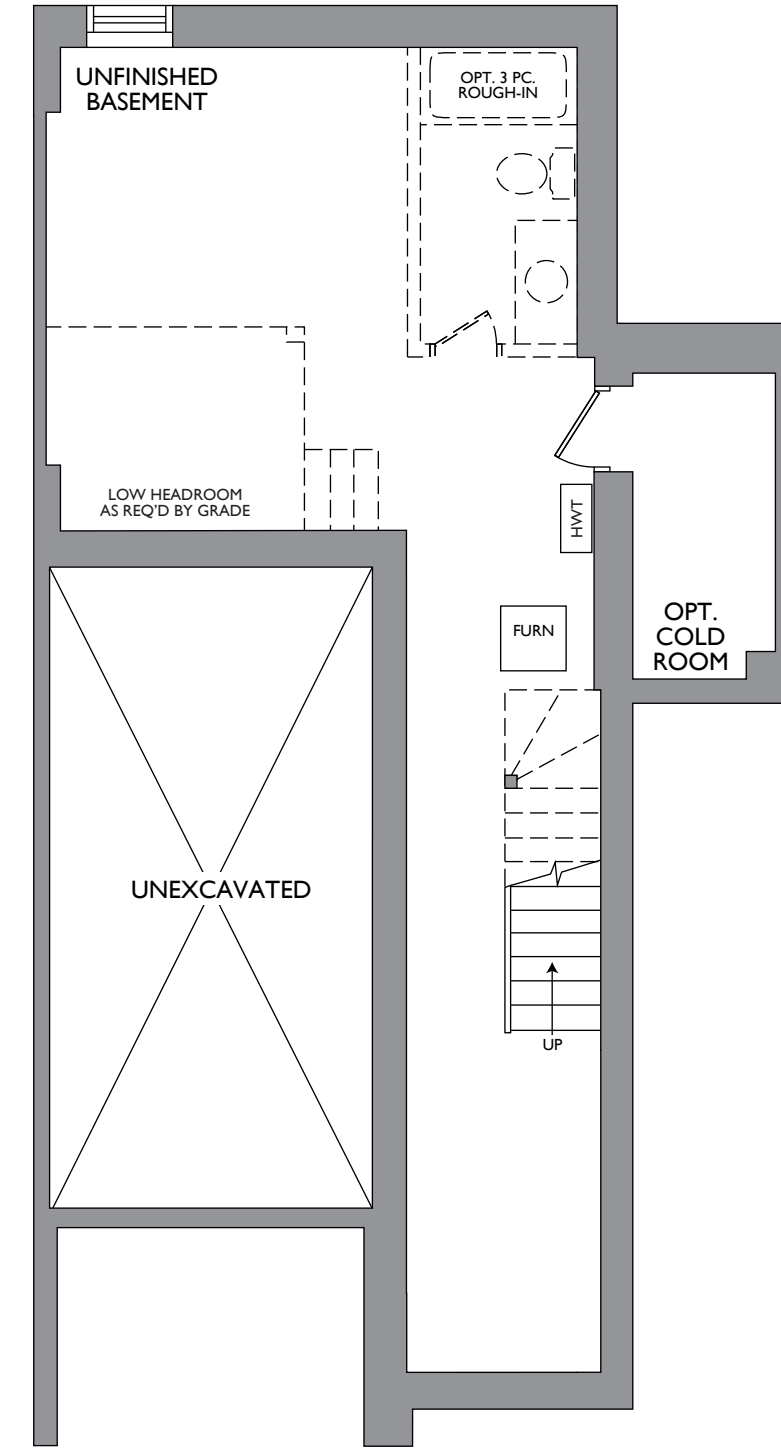 UNFINISHED
BASEMENT
OPT. 3 PC.
ROUGH-IN
LOW HEADROOM
AS REQ'D BY GRADE
HWT
FURN
OPT.
COLD
ROOM
UNEXCAVATED
UP